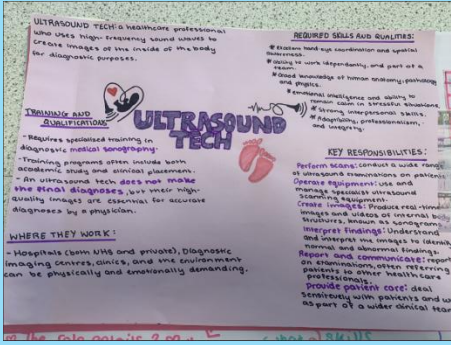 ULTRASOUND TECH: a healthcare professional
who uses high-frequency sound waves to
create images of the inside of the body
for diagnostic purposes.
REQUIRED SKILLS AND QUALITIES:
* Excellent hand-eye coordination and spatial
awareness.
* ability to work independently, and part of a
team.
* Good knowledge of human anatomy, pathology
and physics.
* emotional intelligence and ability to
remain calm in stressful situations.
* Strong interpersonal skills.
* Adaptability, professionalism,
and integrity.
TRAINING AND
QUALIFICATIONS
- Requires specialised training in
diagnostic medical sonography.
- Training programs often include both
academic study and clinical placement.
- An ultrasound tech does not make
the final diagnoses, but their high-
quality images are essential for accurate
diagnoses by a physician.
ULTRASOUND
TECH
WHERE THEY WORK:
- Hospitals (both NHS and private), Diagnostic
imaging centres, clinics, and the environment
can be physically and emotionally demanding.
KEY RESPONSIBILITIES:
Perform scans: conduct a wide range
of ultrasound examinations on patients
Operate equipment: use and
manage specialist ultrasound
scanning equipment.
Create images: Produce real-time
images and videos of internal body
structures, known as sonograms
Interpret findings: Understand
and interpret the images to identify
normal and abnormal findings.
Report and communicate: report
on examinations, often referring
patients to other healthcare
professionals.
Provide patient care: deal
sensitively with patients and
as part of a wider clinical team
skills